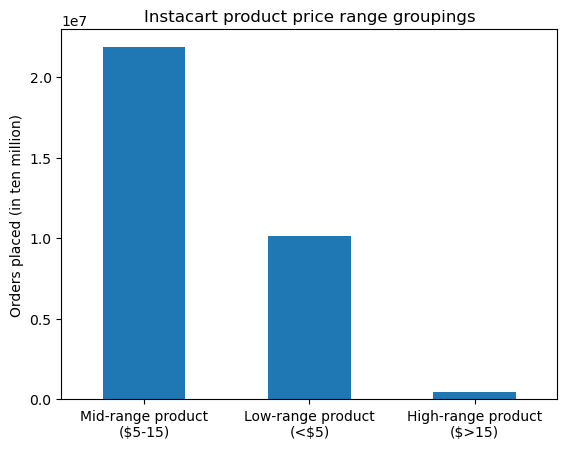 Instacart product price range groupings
1e7
Orders placed (in ten million)
2.0
1.5
1.0
0.5
0.0
Mid-range product
($5-15)
Low-range product
(<$5)
High-range product
($>15)